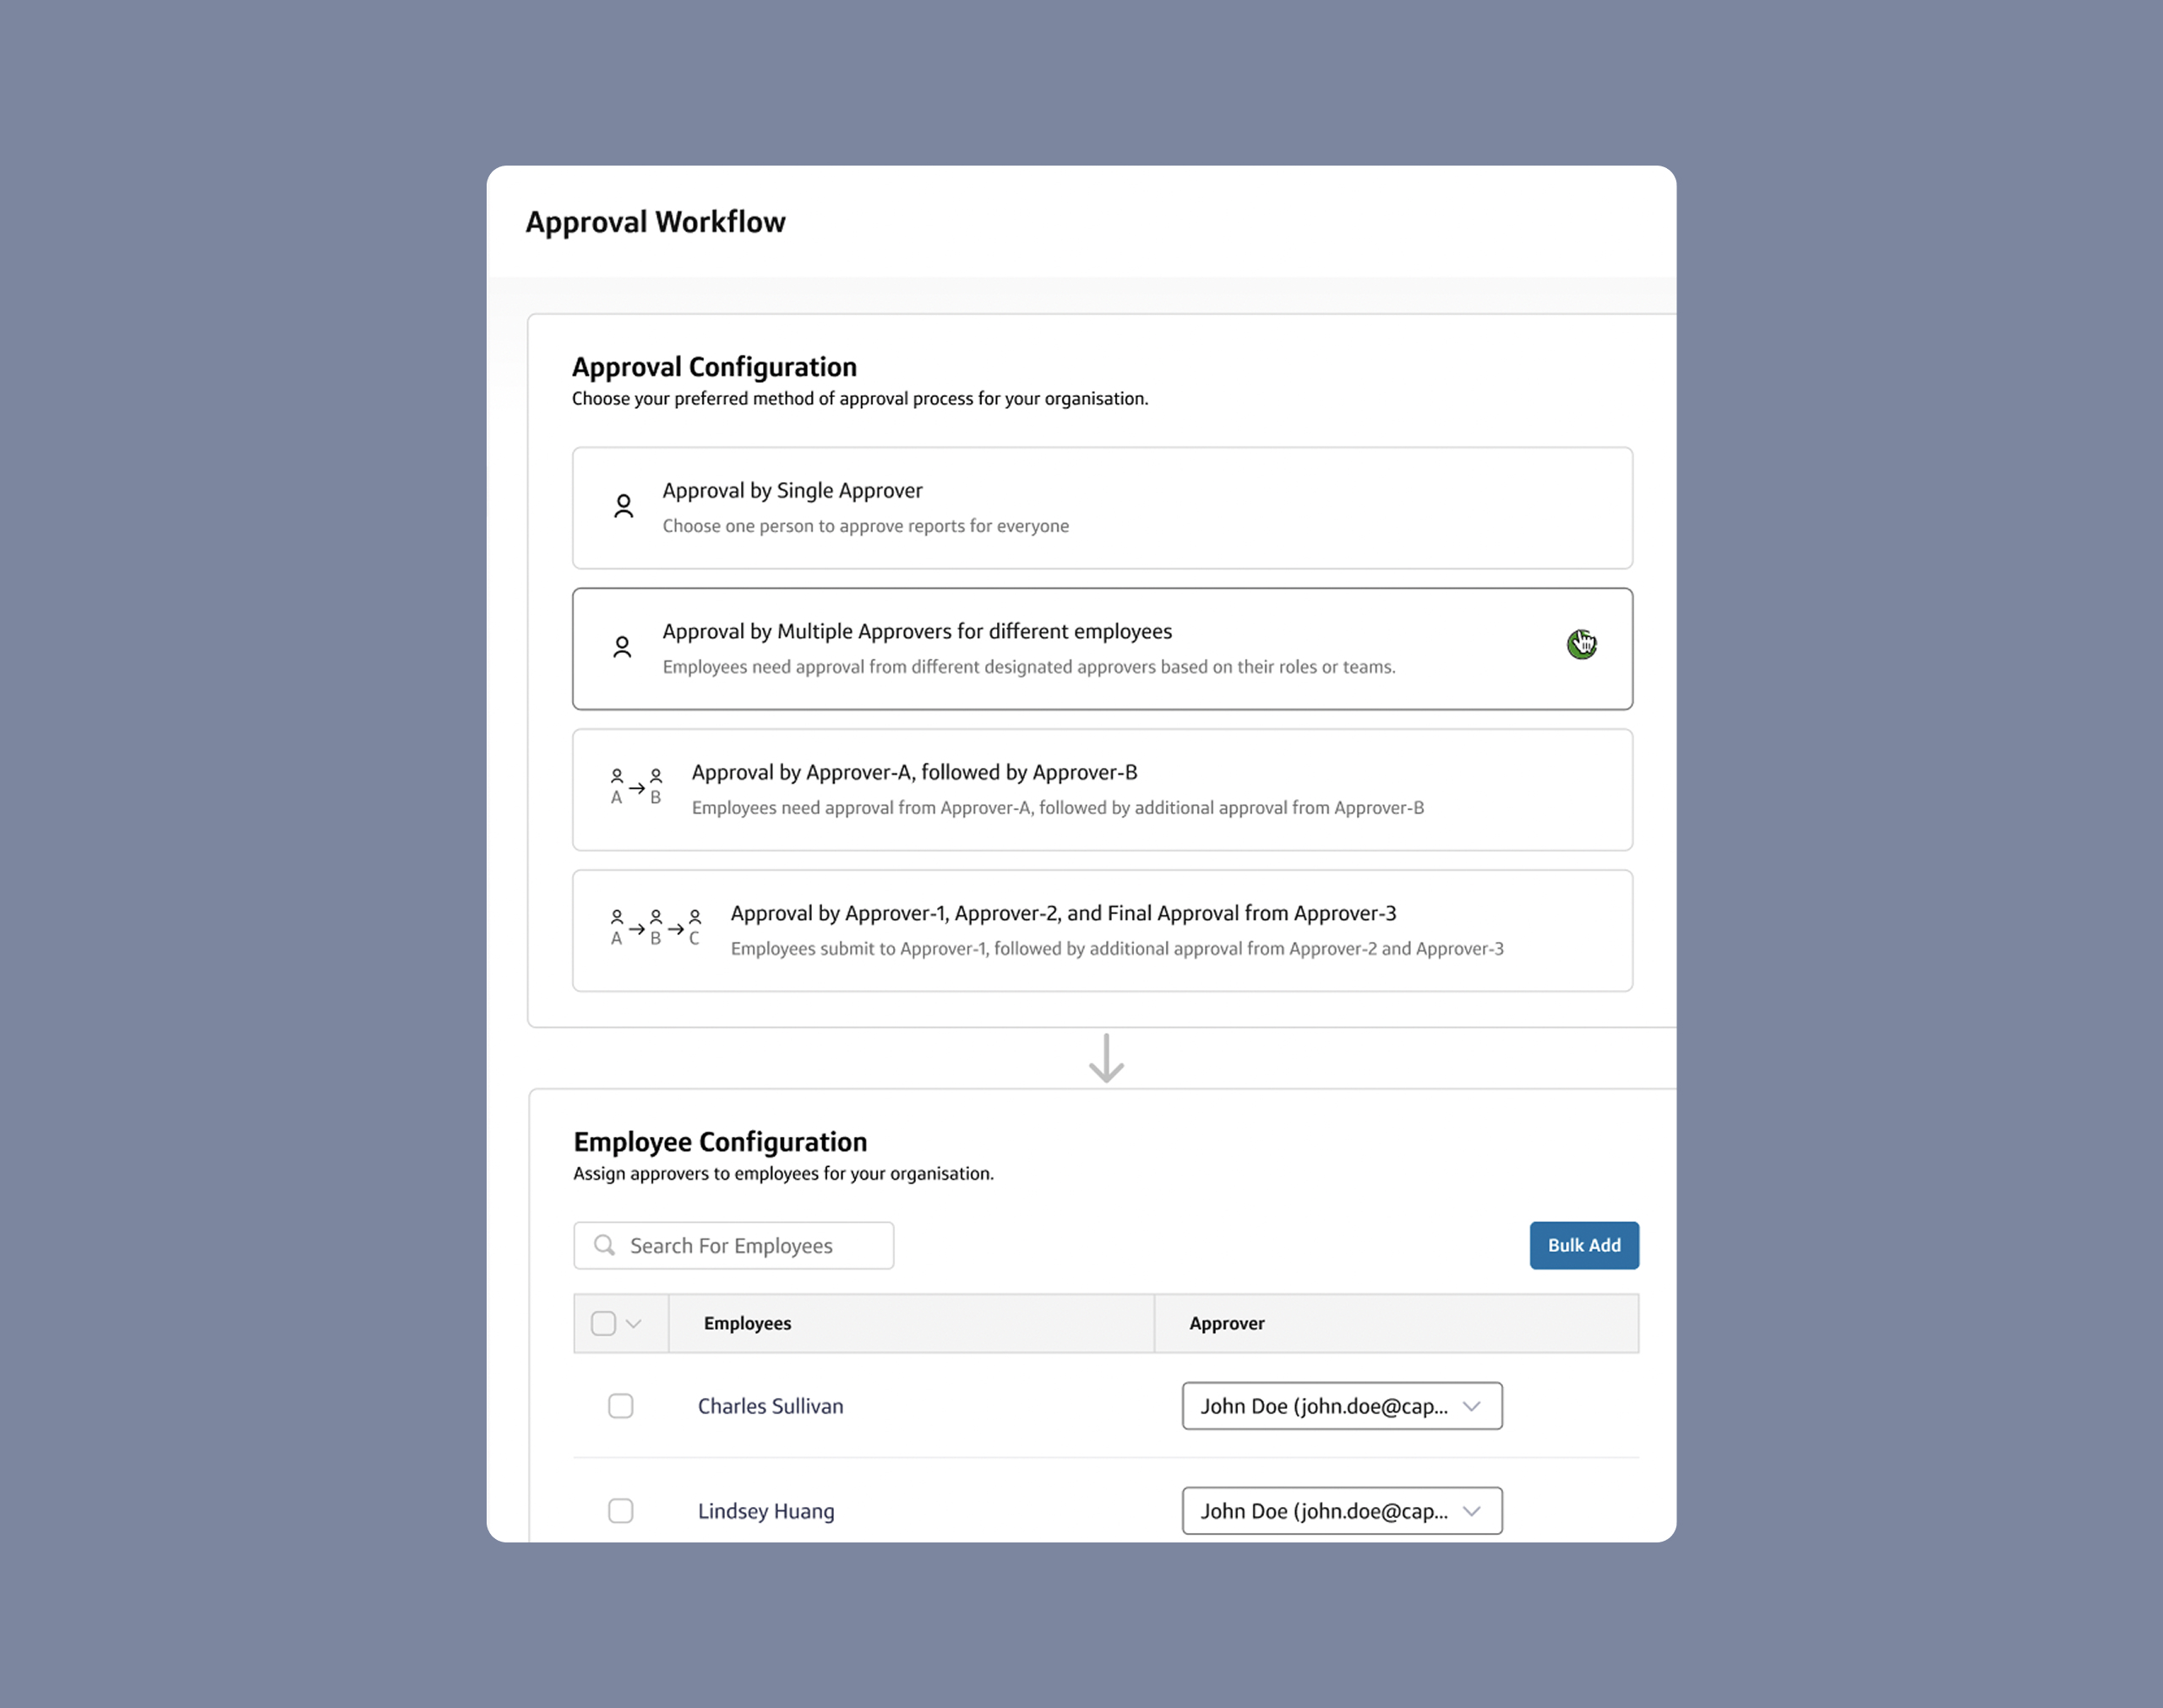 Approval Workflow
Approval Configuration
Choose your preferred method of approval process for your organisation.
Approval by Single Approver
Choose one person to approve reports for everyone
Approval by Multiple Approvers for different employees
Employees need approval from different designated approvers based on their roles or teams.
Approval by Approver-A, followed by Approver-B
A B
Employees need approval from Approver-A, followed by additional approval from Approver-B
Approval by Approver-1, Approver-2, and Final Approval from Approver-3
A B C
Employees submit to Approver-1, followed by additional approval from Approver-2 and Approver-3
Employee Configuration
Assign approvers to employees for your organisation.
Search For Employees
Bulk Add
Employees Approver
Charles Sullivan John Doe (john.doe@cap...
Lindsey Huang John Doe (john.doe@cap...